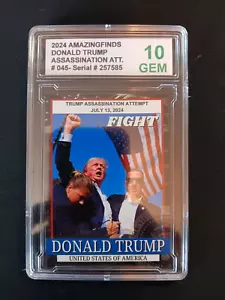 2024 AMAZINGFINDS
DONALD TRUMP
ASSASSINATION ATT.
# 045- Serial # 257585
10
GEM
TRUMP ASSASSINATION ATTEMPT
JULY 13, 2024
FIGHT
DONALD TRUMP
UNITED STATES OF AMERICA